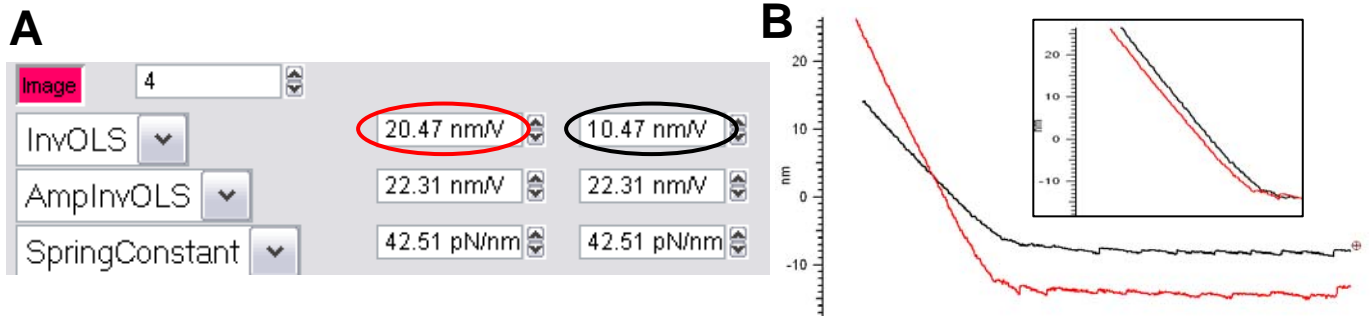 A
Image 4
InvOLS 20.47 nm/V 10.47 nm/V
AmpInvOLS 22.31 nm/V 22.31 nm/V
SpringConstant 42.51 pN/nm 42.51 pN/nm
B
20
10
0
-10
nm
20
10
0
-10
nm